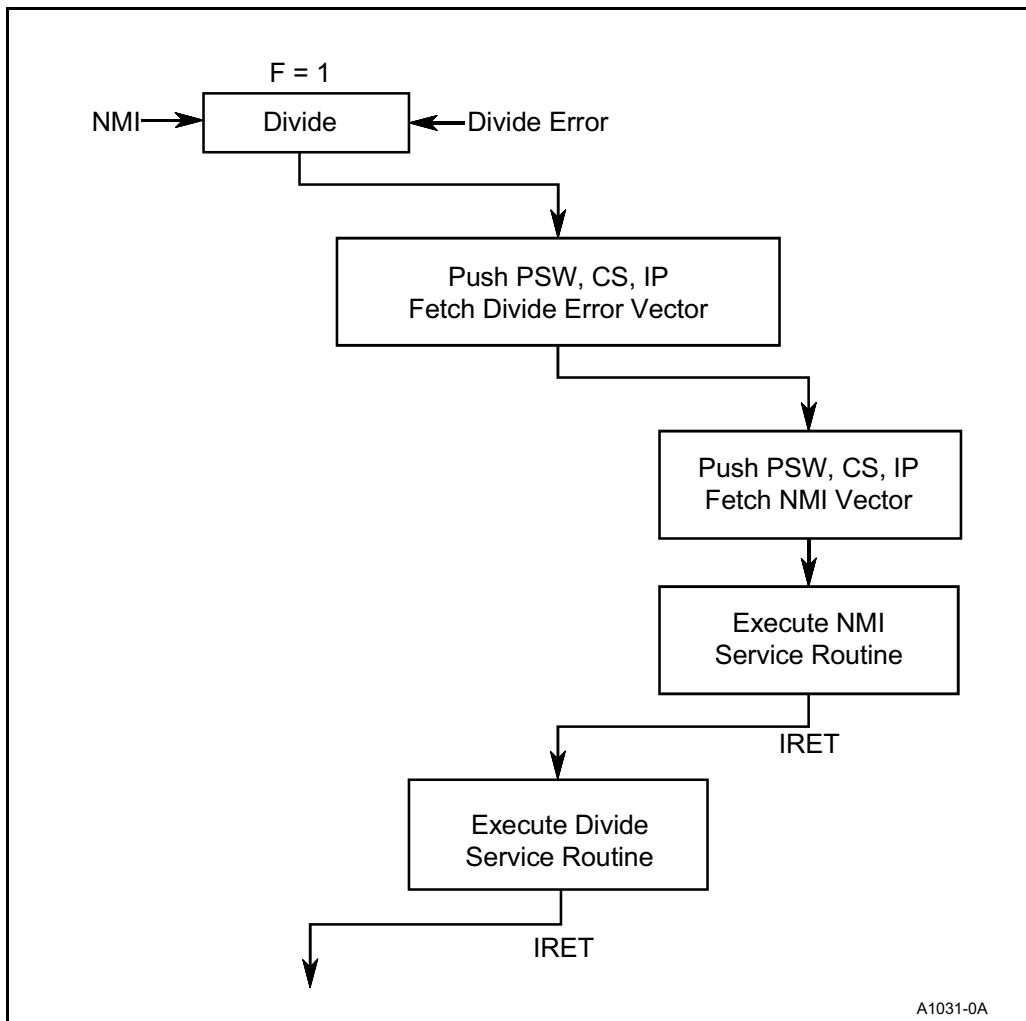 F = 1
NMI
Divide
Divide Error
Push PSW, CS, IP
Fetch Divide Error Vector
Push PSW, CS, IP
Fetch NMI Vector
Execute NMI
Service Routine
IRET
Execute Divide
Service Routine
IRET
A1031-0A